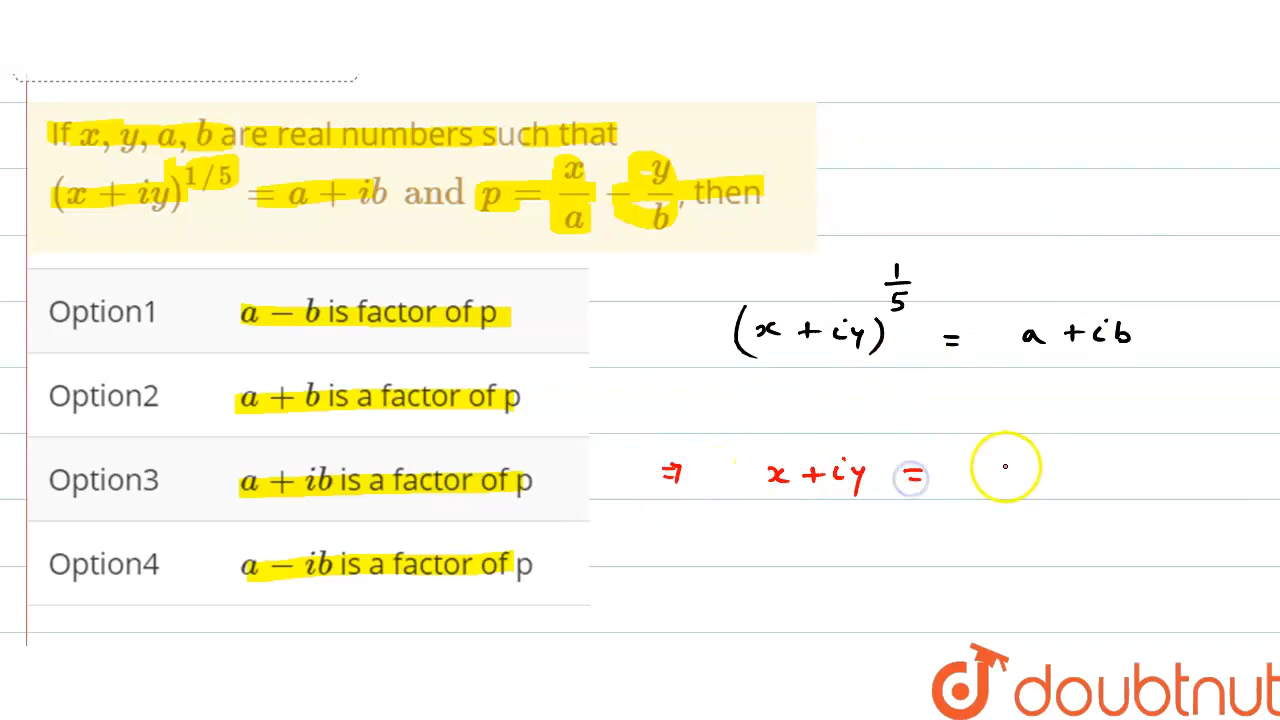 If x, y, a, b are real numbers such that
(x + iy)^{1/5} = a + ib and p = x/a − y/b, then
Option1 a − b is factor of p
Option2 a + b is a factor of p
Option3 a + ib is a factor of p
Option4 a − ib is a factor of p
(x + iy)^{1/5} = a + ib
⇒ x + iy =
doubtnut